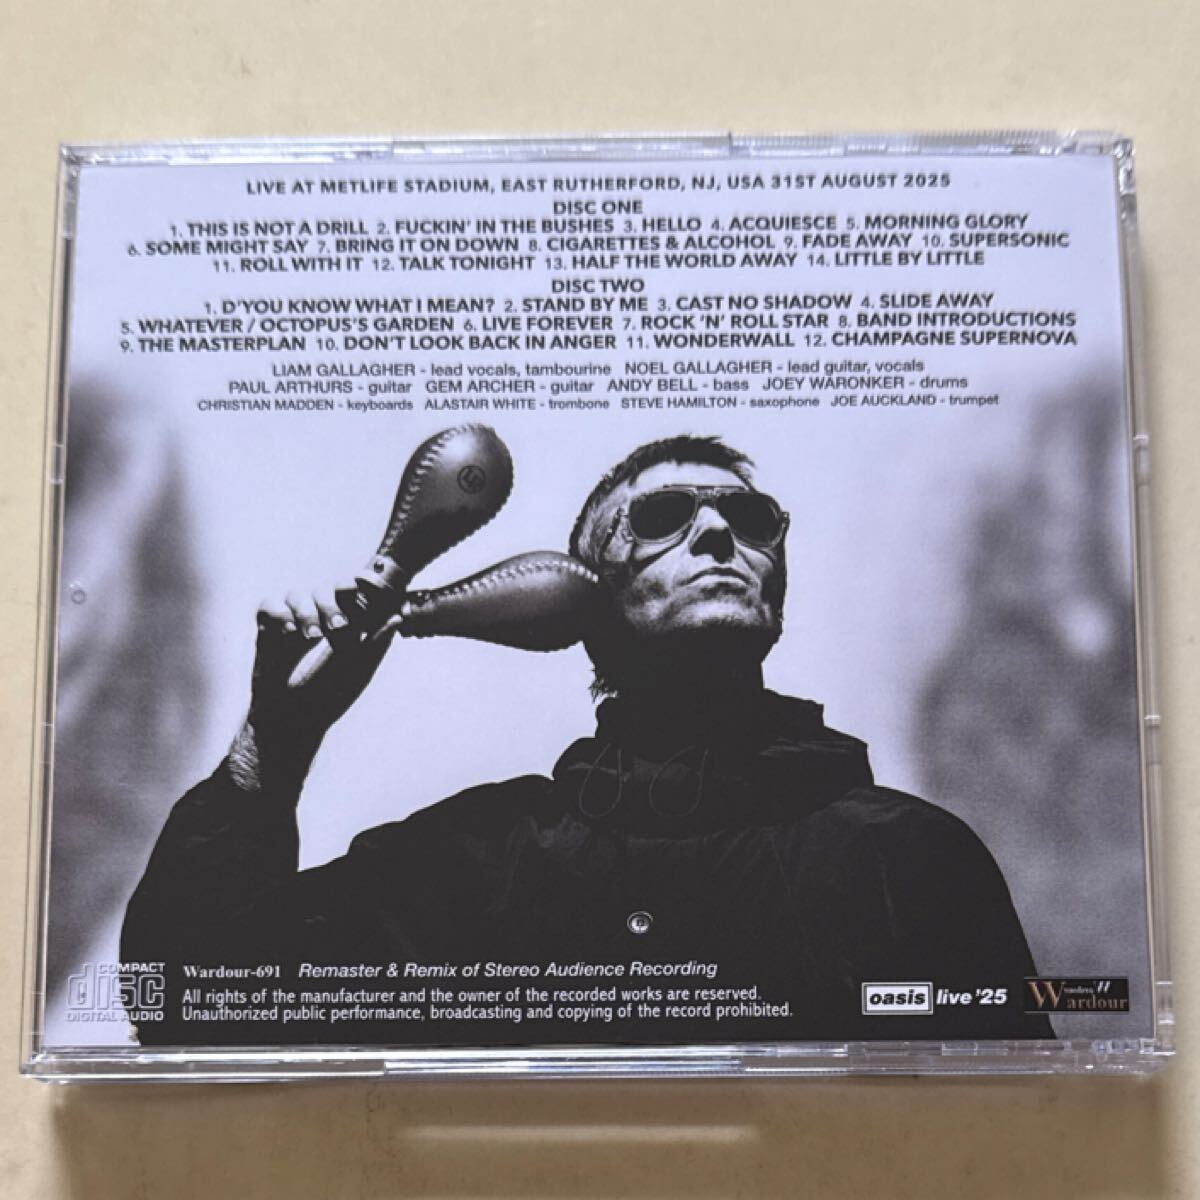 LIVE AT METLIFE STADIUM, EAST RUTHERFORD, NJ, USA 31ST AUGUST 2025
DISC ONE
1. THIS IS NOT A DRILL 2. FUCKIN' IN THE BUSHES 3. HELLO 4. ACQUIESCE 5. MORNING GLORY
6. SOME MIGHT SAY 7. BRING IT ON DOWN 8. CIGARETTES & ALCOHOL 9. FADE AWAY 10. SUPERSONIC
11. ROLL WITH IT 12. TALK TONIGHT 13. HALF THE WORLD AWAY 14. LITTLE BY LITTLE
DISC TWO
1. D'YOU KNOW WHAT I MEAN? 2. STAND BY ME 3. CAST NO SHADOW 4. SLIDE AWAY
5. WHATEVER / OCTOPUS'S GARDEN 6. LIVE FOREVER 7. ROCK 'N' ROLL STAR 8. BAND INTRODUCTIONS
9. THE MASTERPLAN 10. DON'T LOOK BACK IN ANGER 11. WONDERWALL 12. CHAMPAGNE SUPERNOVA
LIAM GALLAGHER - lead vocals, tambourine NOEL GALLAGHER - lead guitar, vocals
PAUL ARTHURS - guitar GEM ARCHER - guitar ANDY BELL - bass JOEY WARONKER - drums
CHRISTIAN MADDEN - keyboards ALASTAIR WHITE - trombone STEVE HAMILTON - saxophone JOE AUCKLAND - trumpet
COMPACT
disc
DIGITAL AUDIO
Wardour-691 Remaster & Remix of Stereo Audience Recording
All rights of the manufacturer and the owner of the recorded works are reserved.
Unauthorized public performance, broadcasting and copying of the record prohibited.
oasis live '25
Wardour